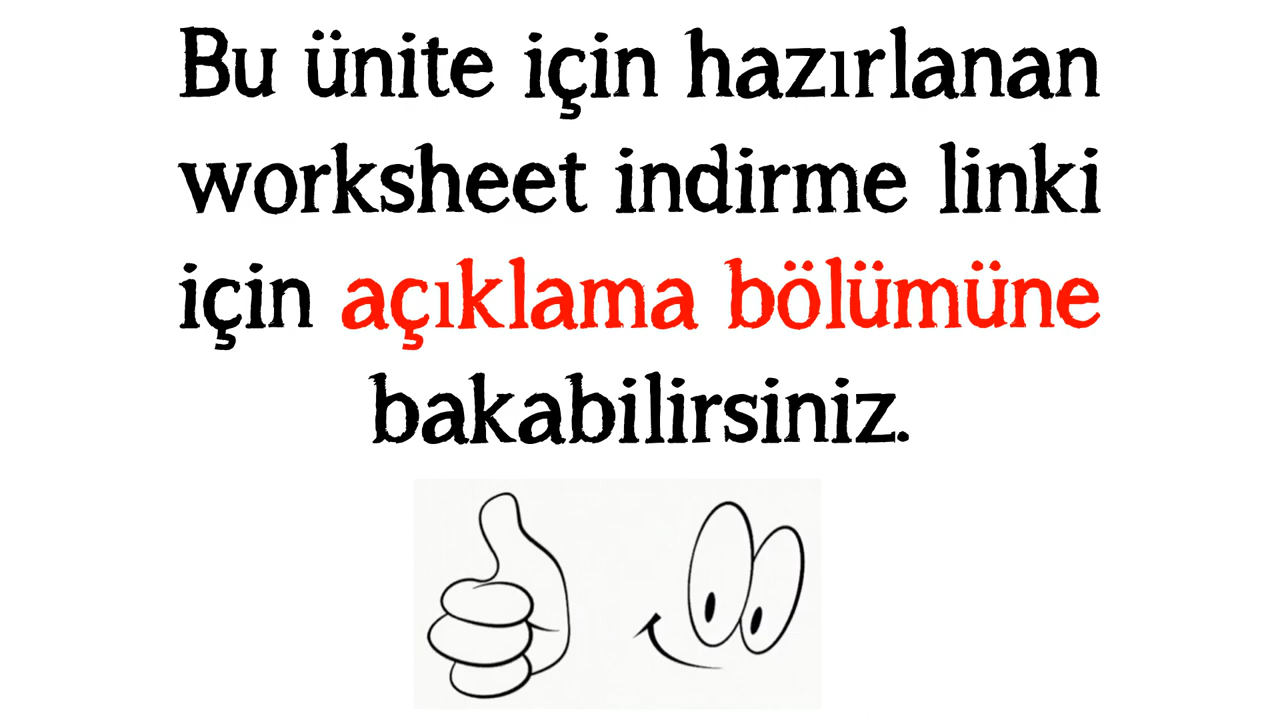 Bu ünite için hazırlanan
worksheet indirme linki
için açıklama bölümüne
bakabilirsiniz.